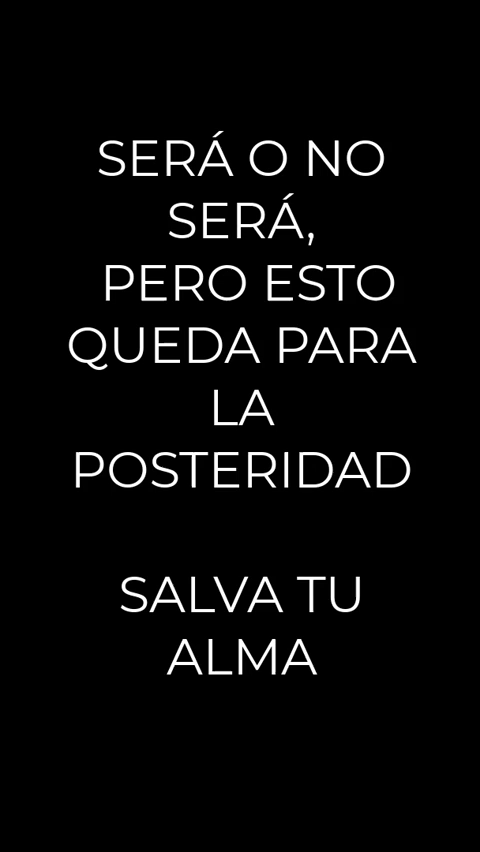 SERÁ O NO
SERÁ,
PERO ESTO
QUEDA PARA
LA
POSTERIDAD
SALVA TU
ALMA